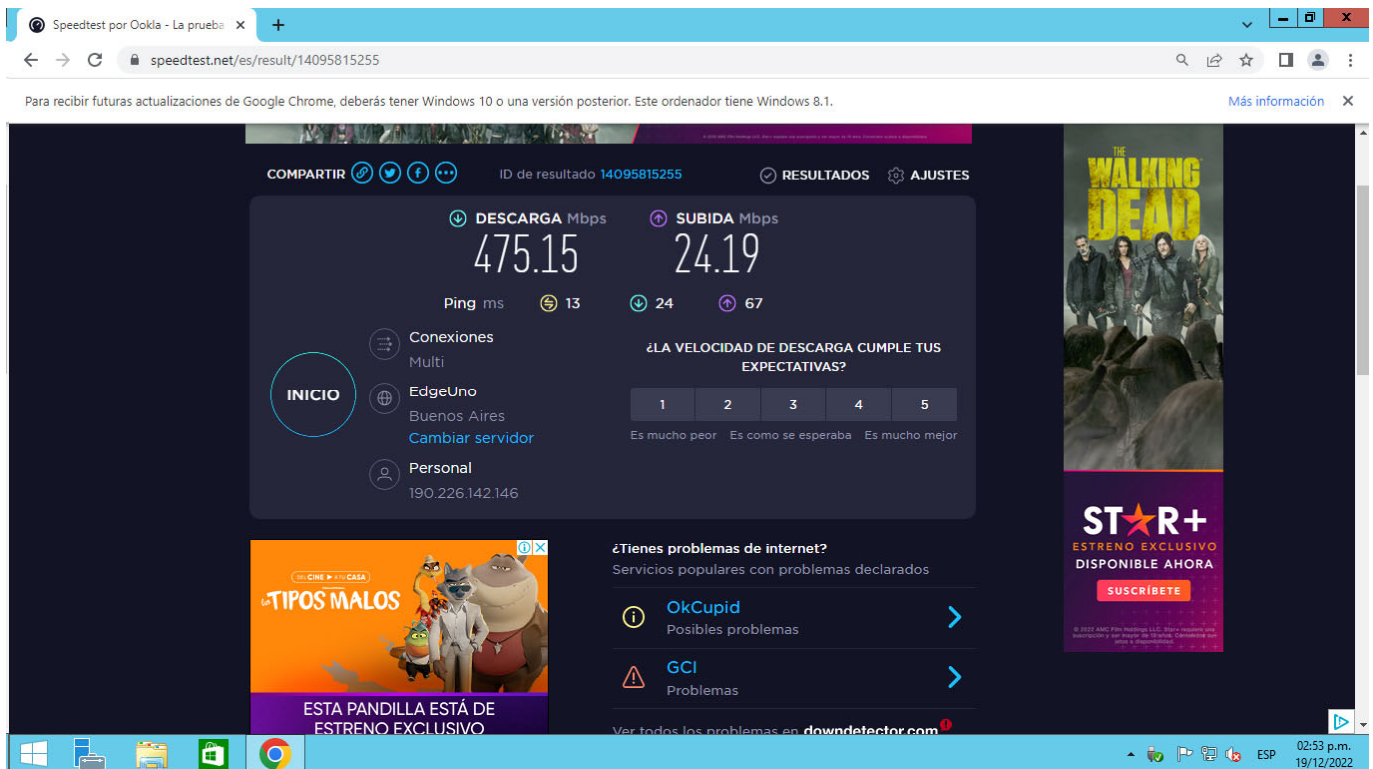 Speedtest por Ookla - La prueba
speedtest.net/es/result/14095815255
Para recibir futuras actualizaciones de Google Chrome, deberás tener Windows 10 o una versión posterior. Este ordenador tiene Windows 8.1.
Más información
COMPARTIR
ID de resultado 14095815255
RESULTADOS
AJUSTES
DESCARGA Mbps
475.15
SUBIDA Mbps
24.19
Ping ms 13 24 67
INICIO
Conexiones
Multi
EdgeUno
Buenos Aires
Cambiar servidor
Personal
190.226.142.146
¿LA VELOCIDAD DE DESCARGA CUMPLE TUS
EXPECTATIVAS?
1 2 3 4 5
Es mucho peor Es como se esperaba Es mucho mejor
DEL CINE A TU CASA
LOS TIPOS MALOS
ESTA PANDILLA ESTÁ DE
ESTRENO EXCLUSIVO
¿Tienes problemas de internet?
Servicios populares con problemas declarados
OkCupid
Posibles problemas
GCI
Problemas
Ver todos los problemas en downdetector.com
THE
WALKING
DEAD
ST★R+
ESTRENO EXCLUSIVO
DISPONIBLE AHORA
SUSCRÍBETE
ESP
02:53 p.m.
19/12/2022